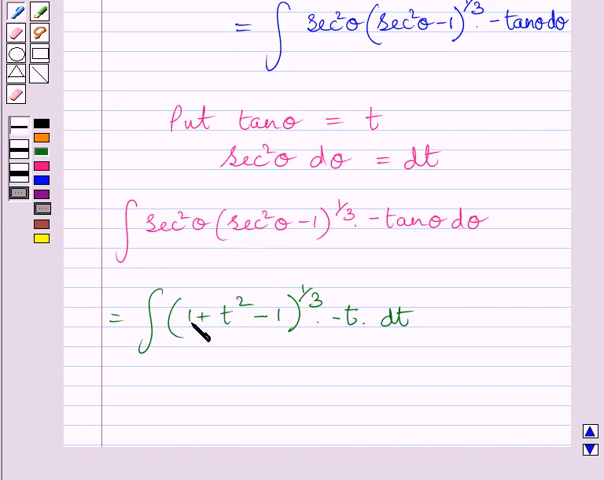 = ∫ sec²θ (sec²θ - 1)^1/3 · - tanθ dθ
Put tanθ = t
sec²θ dθ = dt
∫ sec²θ (sec²θ - 1)^1/3 · - tanθ dθ
= ∫ (1 + t² - 1)^1/3 · - t · dt